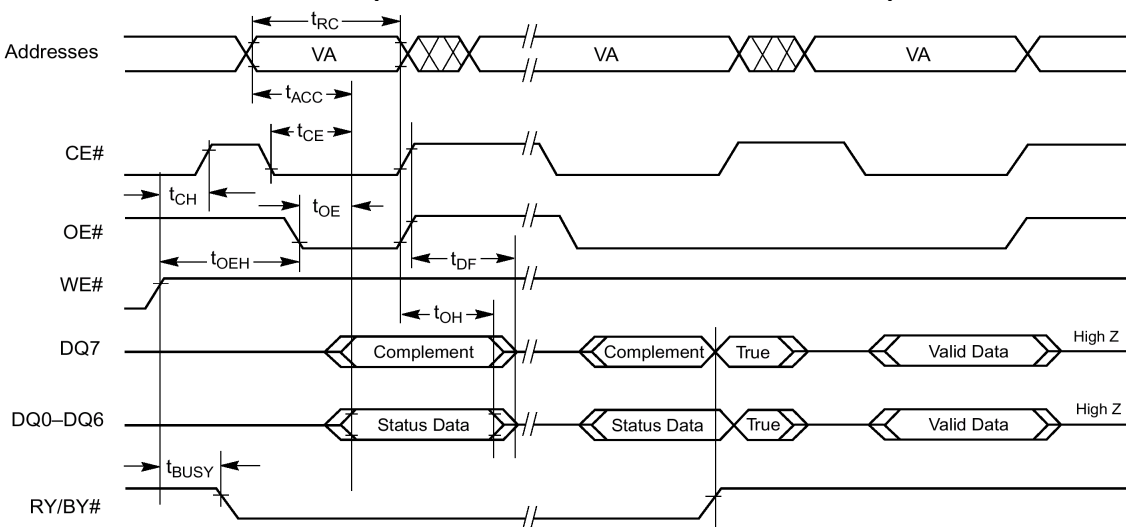 tRC
Addresses VA VA VA
tACC
tCE
CE#
tCH tOE
OE#
tOEH tDF
WE#
tOH
DQ7 Complement Complement True Valid Data High Z
DQ0–DQ6 Status Data Status Data True Valid Data High Z
tBUSY
RY/BY#